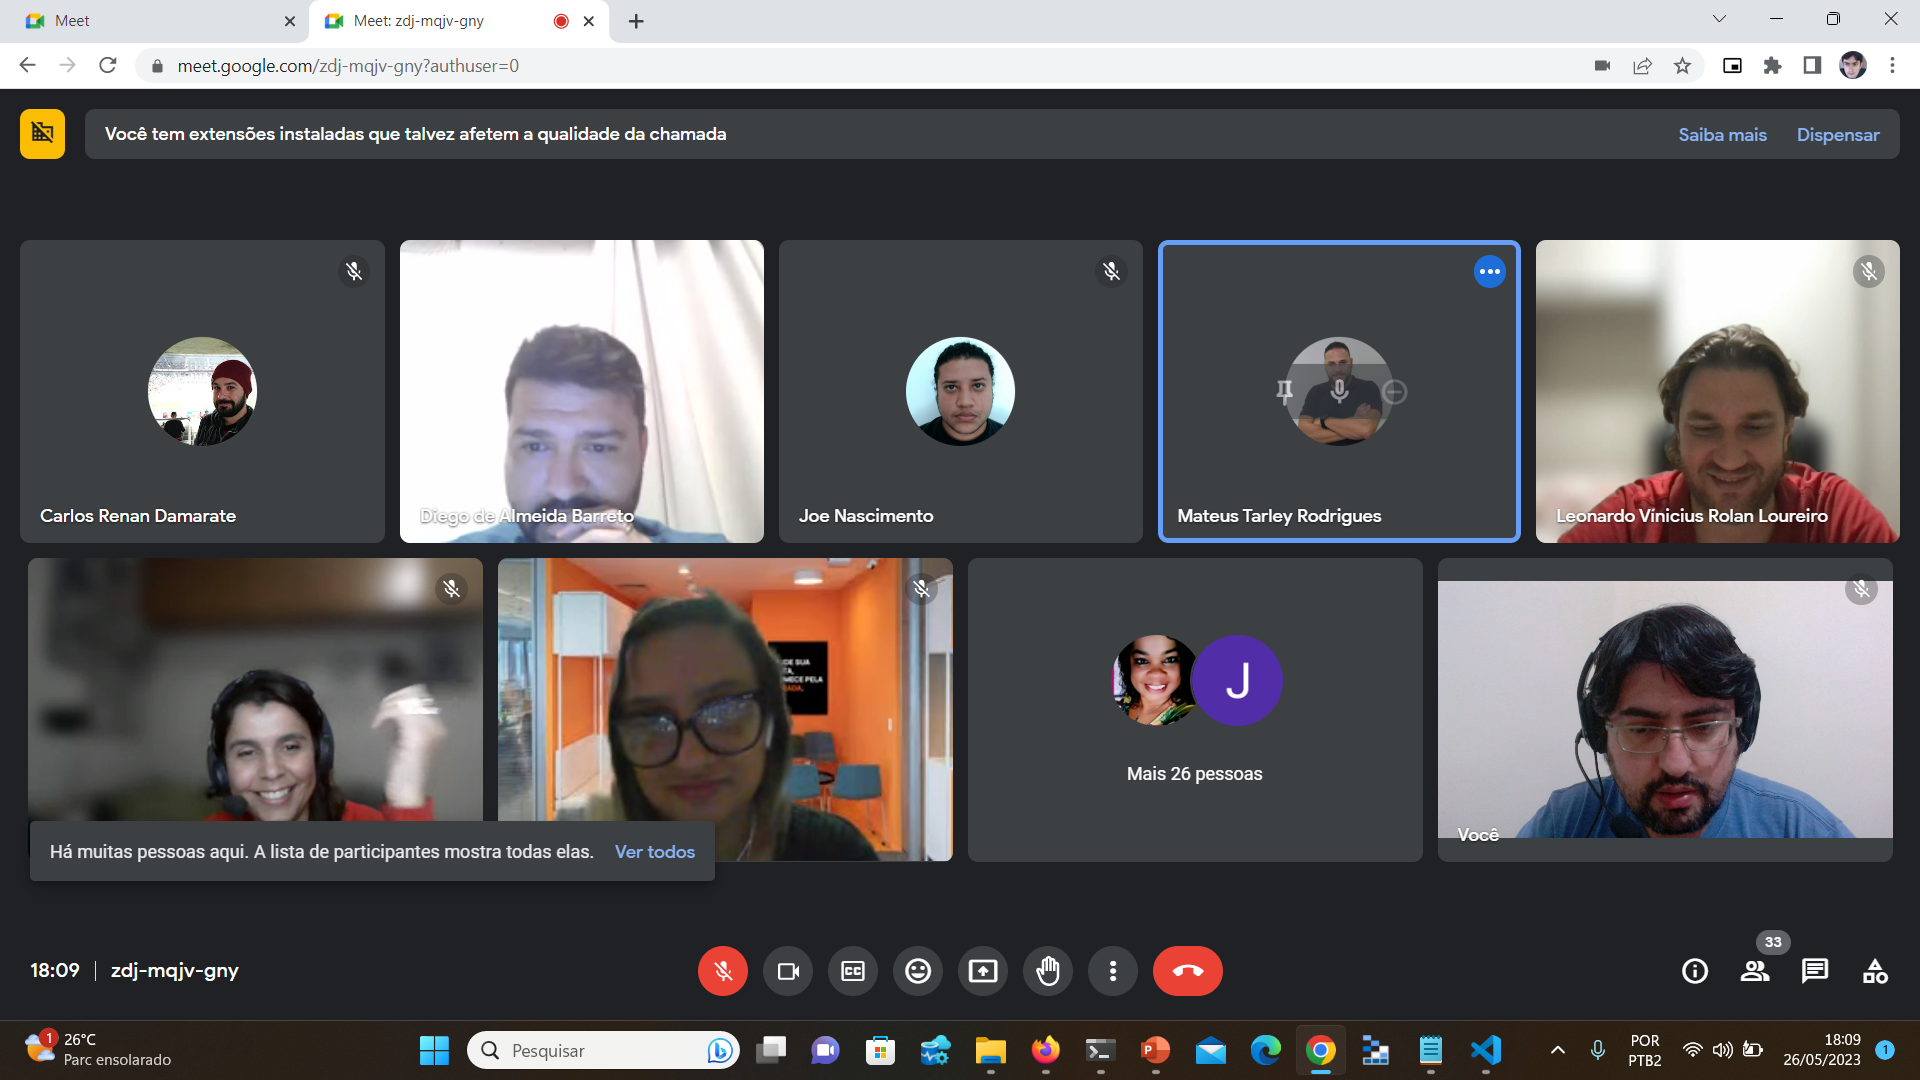 Meet
Meet: zdj-mqjv-gny
meet.google.com/zdj-mqjv-gny?authuser=0
Você tem extensões instaladas que talvez afetem a qualidade da chamada
Saiba mais
Dispensar
Carlos Renan Damarate
Diego de Almeida Barreto
Joe Nascimento
Mateus Tarley Rodrigues
Leonardo Vinicius Rolan Loureiro
J
Mais 26 pessoas
Você
Há muitas pessoas aqui. A lista de participantes mostra todas elas.
Ver todos
18:09
zdj-mqjv-gny
CC
33
1
26°C
Parc ensolarado
Pesquisar
POR
PTB2
18:09
26/05/2023
1